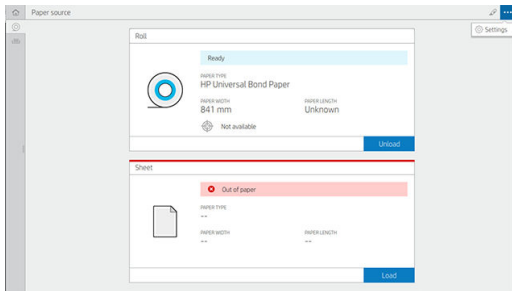 Paper source
Settings
Roll
Ready
PAPER TYPE
HP Universal Bond Paper
PAPER WIDTH PAPER LENGTH
841 mm Unknown
Not available
Unload
Sheet
Out of paper
PAPER TYPE
--
PAPER WIDTH PAPER LENGTH
-- --
Load